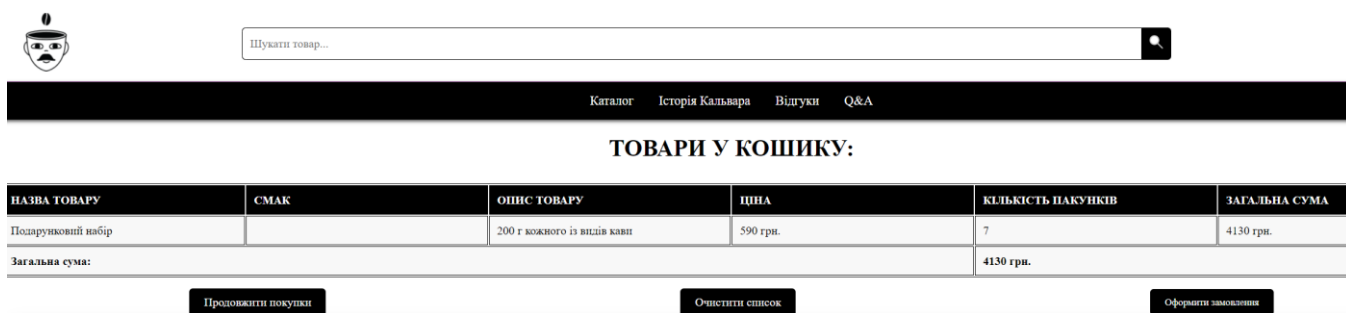 Шукати товар...
Каталог Історія Кальвара Відгуки Q&A
ТОВАРИ У КОШИКУ:
НАЗВА ТОВАРУ СМАК ОПИС ТОВАРУ ЦІНА КІЛЬКІСТЬ ПАКУНКІВ ЗАГАЛЬНА СУМА
Подарунковий набір 200 г кожного із видів кави 590 грн. 7 4130 грн.
Загальна сума: 4130 грн.
Продовжити покупки Очистити список Оформити замовлення